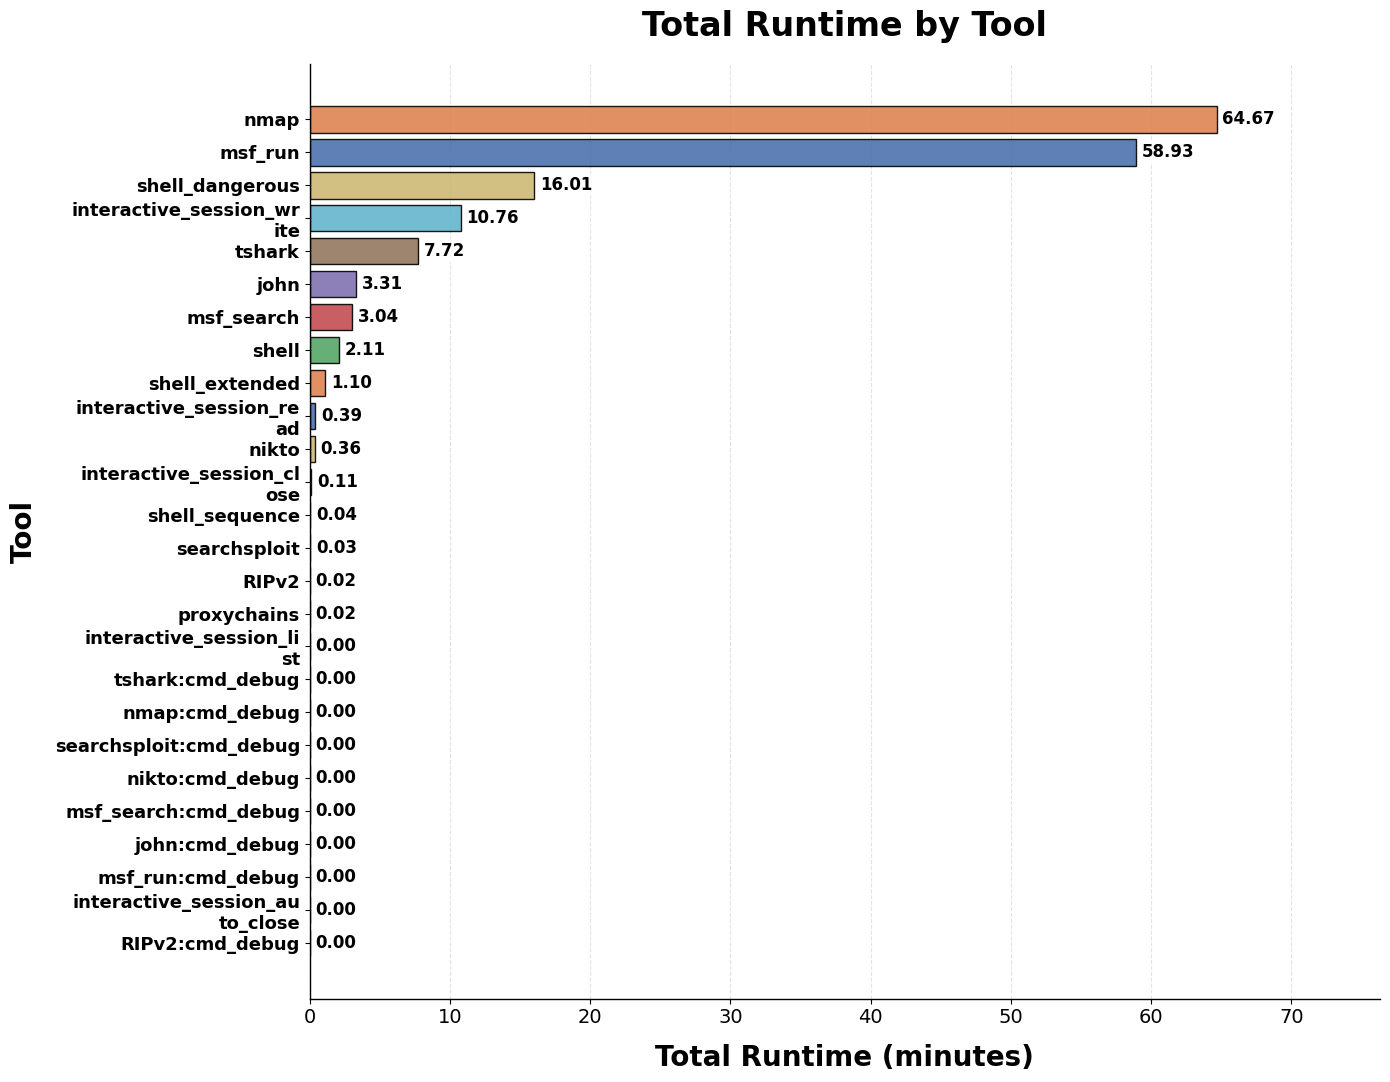 Total Runtime by Tool
nmap
64.67
msf_run
58.93
shell_dangerous
16.01
interactive_session_wr
ite
10.76
tshark
7.72
john
3.31
msf_search
3.04
shell
2.11
shell_extended
1.10
interactive_session_re
ad
0.39
nikto
0.36
interactive_session_cl
ose
0.11
shell_sequence
0.04
searchsploit
0.03
RIPv2
0.02
proxychains
0.02
interactive_session_li
st
0.00
tshark:cmd_debug
0.00
nmap:cmd_debug
0.00
searchsploit:cmd_debug
0.00
nikto:cmd_debug
0.00
msf_search:cmd_debug
0.00
john:cmd_debug
0.00
msf_run:cmd_debug
0.00
interactive_session_au
to_close
0.00
RIPv2:cmd_debug
0.00
Tool
0 10 20 30 40 50 60 70
Total Runtime (minutes)